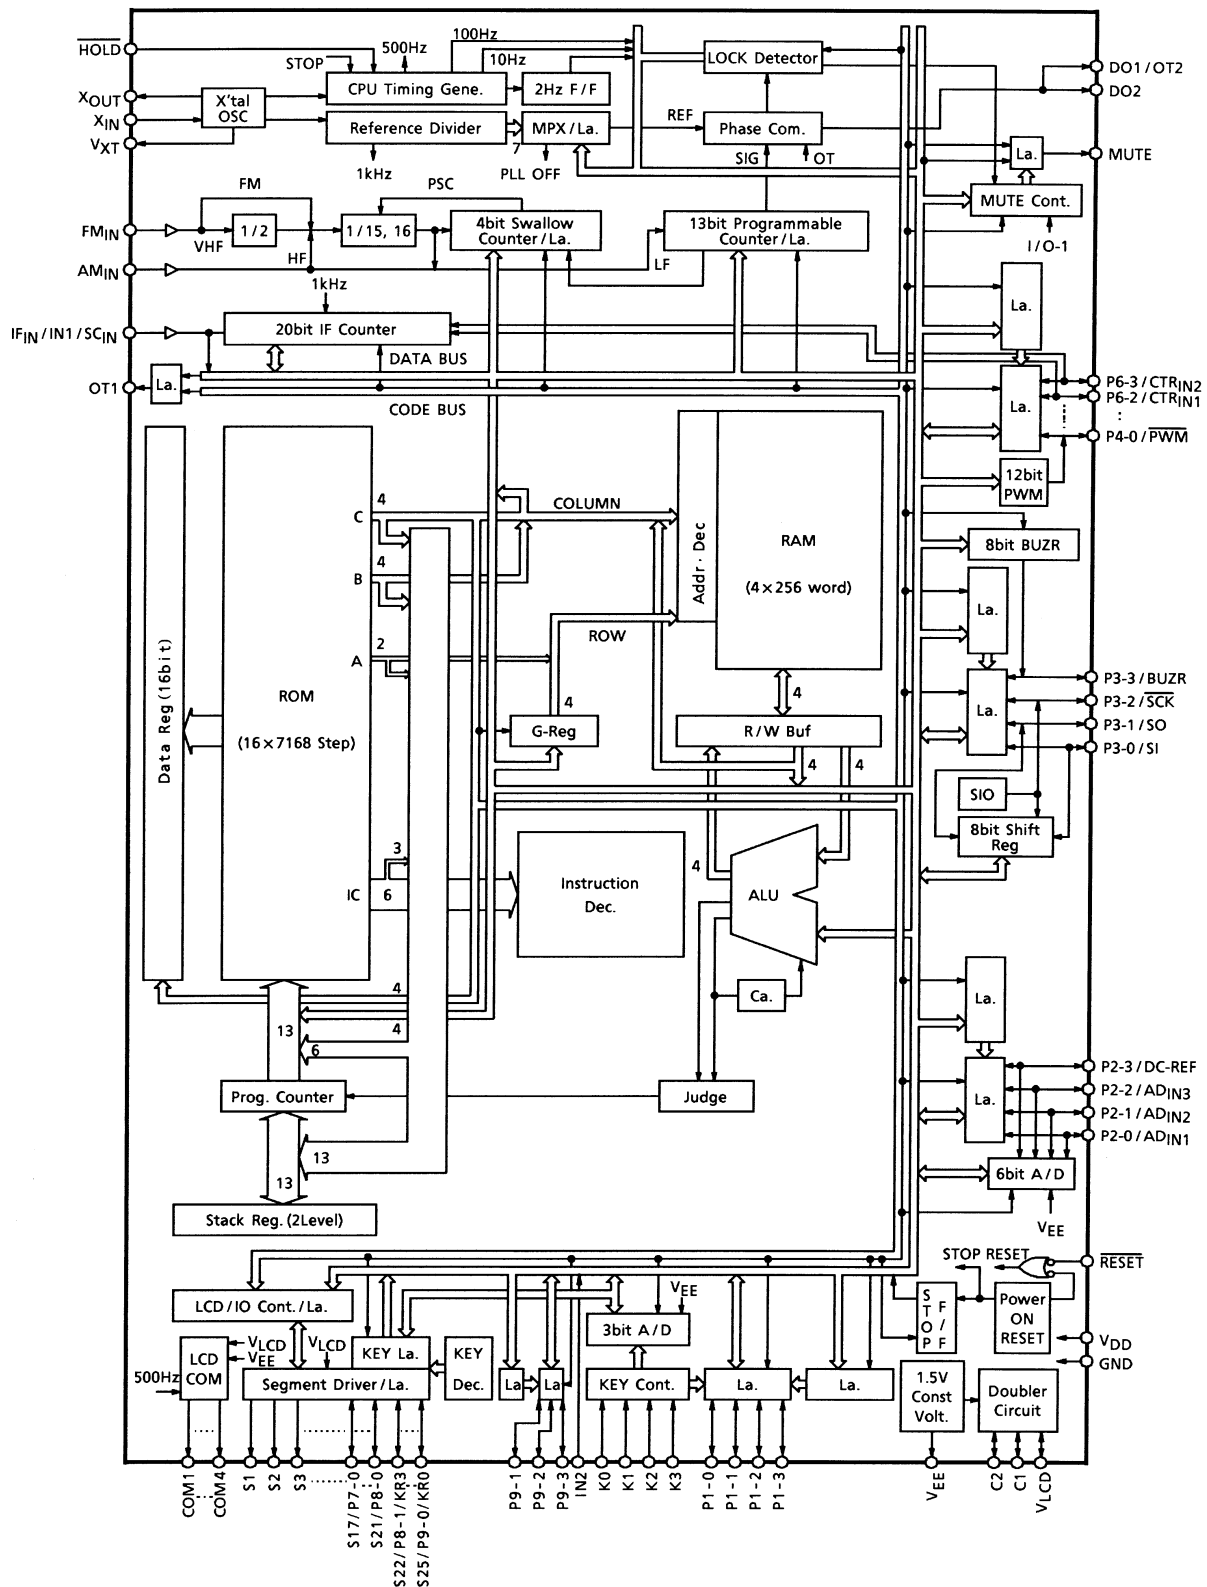 HOLD
STOP
500Hz
100Hz
10Hz
CPU Timing Gene.
2Hz F/F
LOCK Detector
DO1/OT2
DO2
XOUT
XIN
VXT
X'tal
OSC
Reference Divider
MPX/La.
REF
Phase Com.
7
1kHz
PLL OFF
SIG
OT
La.
MUTE
MUTE Cont.
I/O-1
FM
PSC
FMIN
VHF
1/2
HF
1/15, 16
4bit Swallow
Counter/La.
13bit Programmable
Counter/La.
LF
AMIN
1kHz
IFIN/IN1/SCIN
20bit IF Counter
DATA BUS
OT1
La.
CODE BUS
La.
La.
P6-3/CTRIN2
P6-2/CTRIN1
:
P4-0/PWM
12bit
PWM
Data Reg (16bit)
ROM
(16×7168 Step)
C
4
B
4
A
2
IC
3
6
COLUMN
ROW
4
G-Reg
Addr·Dec
RAM
(4×256 word)
4
R/W Buf
4
4
8bit BUZR
La.
La.
P3-3/BUZR
P3-2/SCK
P3-1/SO
P3-0/SI
SIO
8bit Shift
Reg
Instruction
Dec.
4
ALU
Ca.
Judge
4
4
13
6
Prog. Counter
13
13
Stack Reg. (2Level)
La.
La.
P2-3/DC-REF
P2-2/ADIN3
P2-1/ADIN2
P2-0/ADIN1
6bit A/D
VEE
STOP RESET
RESET
STOP
F/F
Power
ON
RESET
VDD
GND
LCD/IO Cont./La.
LCD
COM
VLCD
VEE
VLCD
500Hz
KEY La.
KEY
Dec.
Segment Driver/La.
VEE
3bit A/D
La
La
KEY Cont.
La.
La.
1.5V
Const
Volt.
Doubler
Circuit
COM1
COM4
S1
S2
S3
S17/P7-0
S21/P8-0
S22/P8-1/KR3
S25/P9-0/KR0
P9-1
P9-2
P9-3
IN2
K0
K1
K2
K3
P1-0
P1-1
P1-2
P1-3
VEE
C2
C1
VLCD